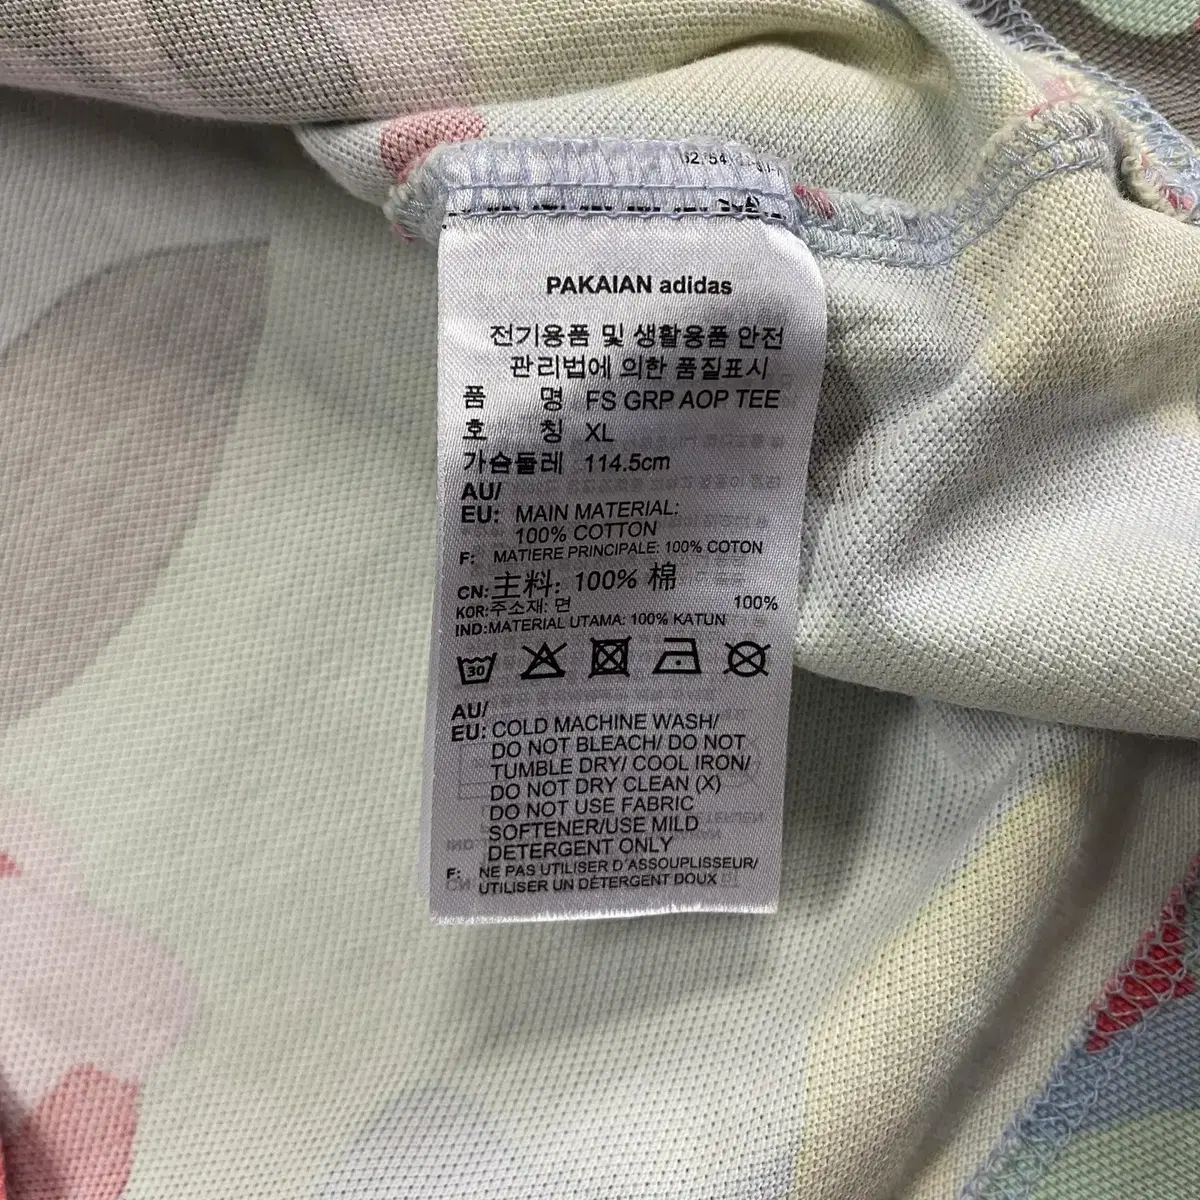 PAKAIAN adidas
전기용품 및 생활용품 안전
관리법에 의한 품질표시
품 명 FS GRP AOP TEE
호 칭 XL
가슴둘레 114.5cm
AU/
EU: MAIN MATERIAL:
100% COTTON
F: MATIERE PRINCIPALE: 100% COTON
CN: 主料: 100% 棉
KOR: 주소재: 면 100%
IND: MATERIAL UTAMA: 100% KATUN
30
AU/
EU: COLD MACHINE WASH/
DO NOT BLEACH/ DO NOT
TUMBLE DRY/ COOL IRON/
DO NOT DRY CLEAN (X)
DO NOT USE FABRIC
SOFTENER/USE MILD
DETERGENT ONLY
F: NE PAS UTILISER D´ASSOUPLISSEUR/
UTILISER UN DÉTERGENT DOUX